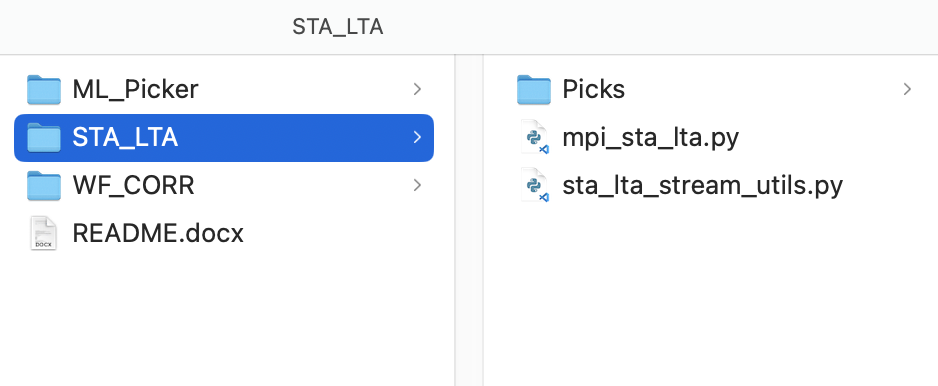 STA_LTA
ML_Picker
STA_LTA
WF_CORR
README.docx
Picks
mpi_sta_lta.py
sta_lta_stream_utils.py
DOCX